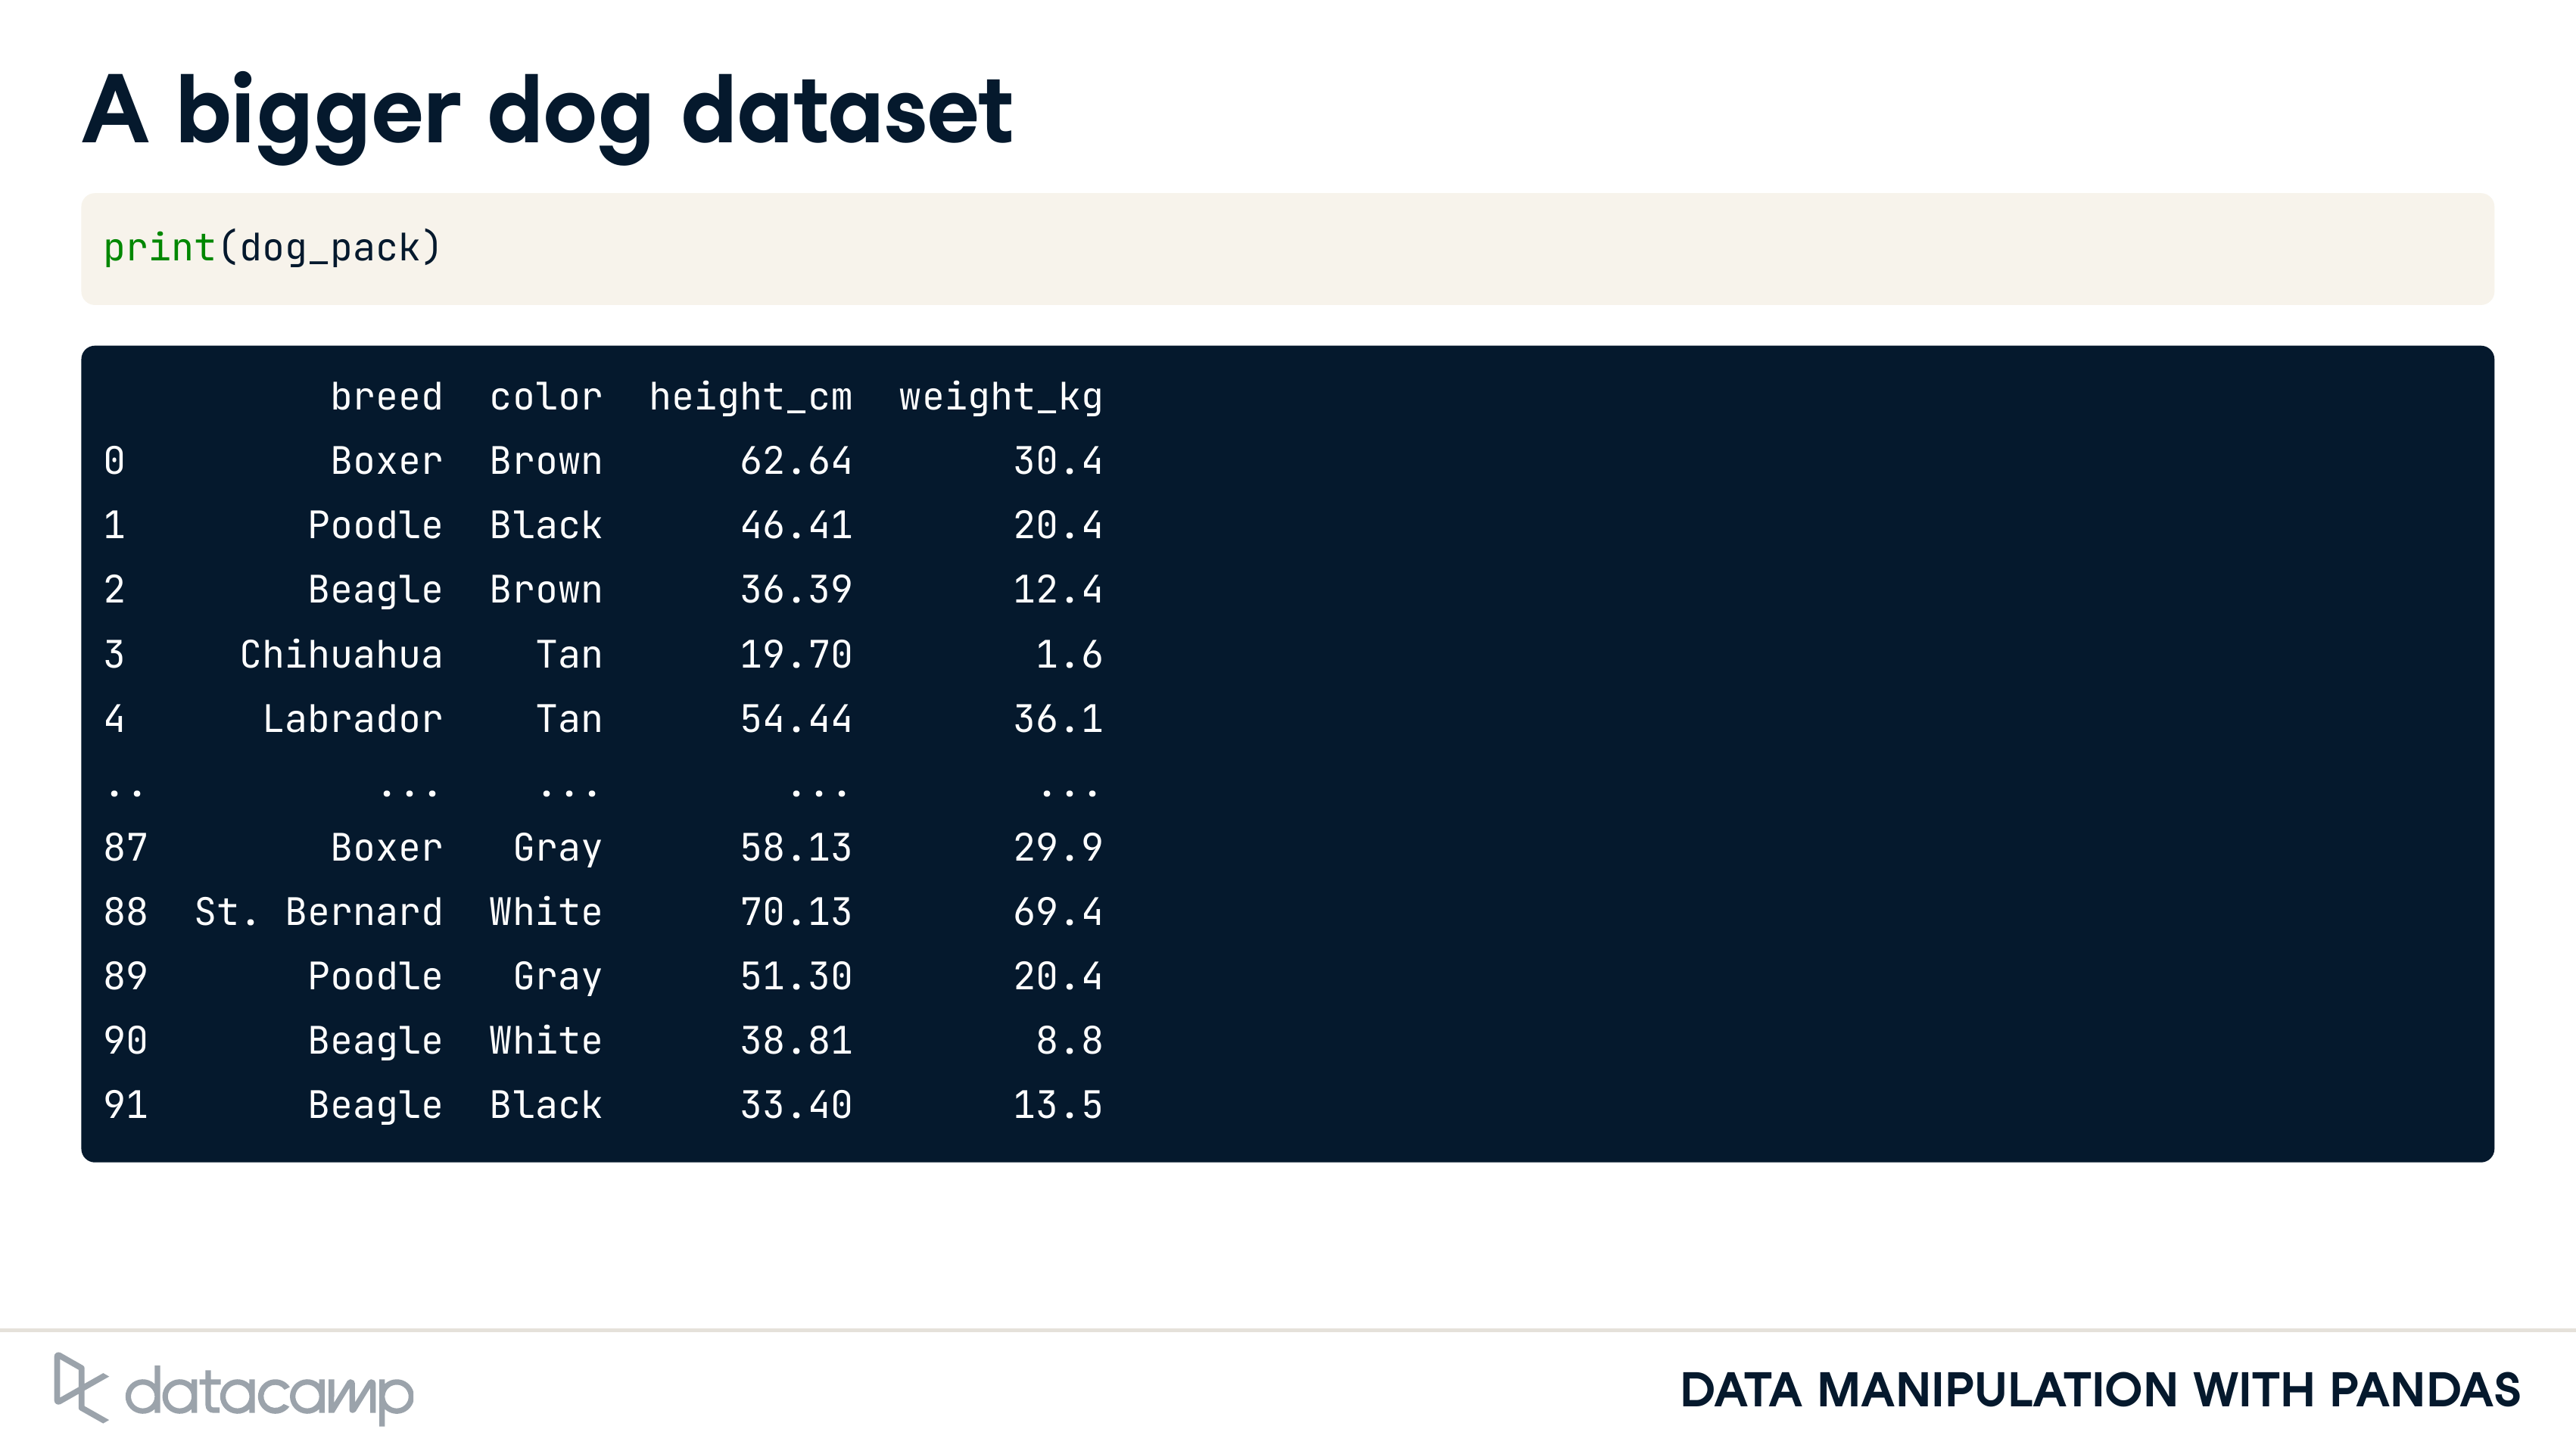 A bigger dog dataset
print(dog_pack)
breed color height_cm weight_kg
0 Boxer Brown 62.64 30.4
1 Poodle Black 46.41 20.4
2 Beagle Brown 36.39 12.4
3 Chihuahua Tan 19.70 1.6
4 Labrador Tan 54.44 36.1
.. ... ... ... ...
87 Boxer Gray 58.13 29.9
88 St. Bernard White 70.13 69.4
89 Poodle Gray 51.30 20.4
90 Beagle White 38.81 8.8
91 Beagle Black 33.40 13.5
datacamp
DATA MANIPULATION WITH PANDAS